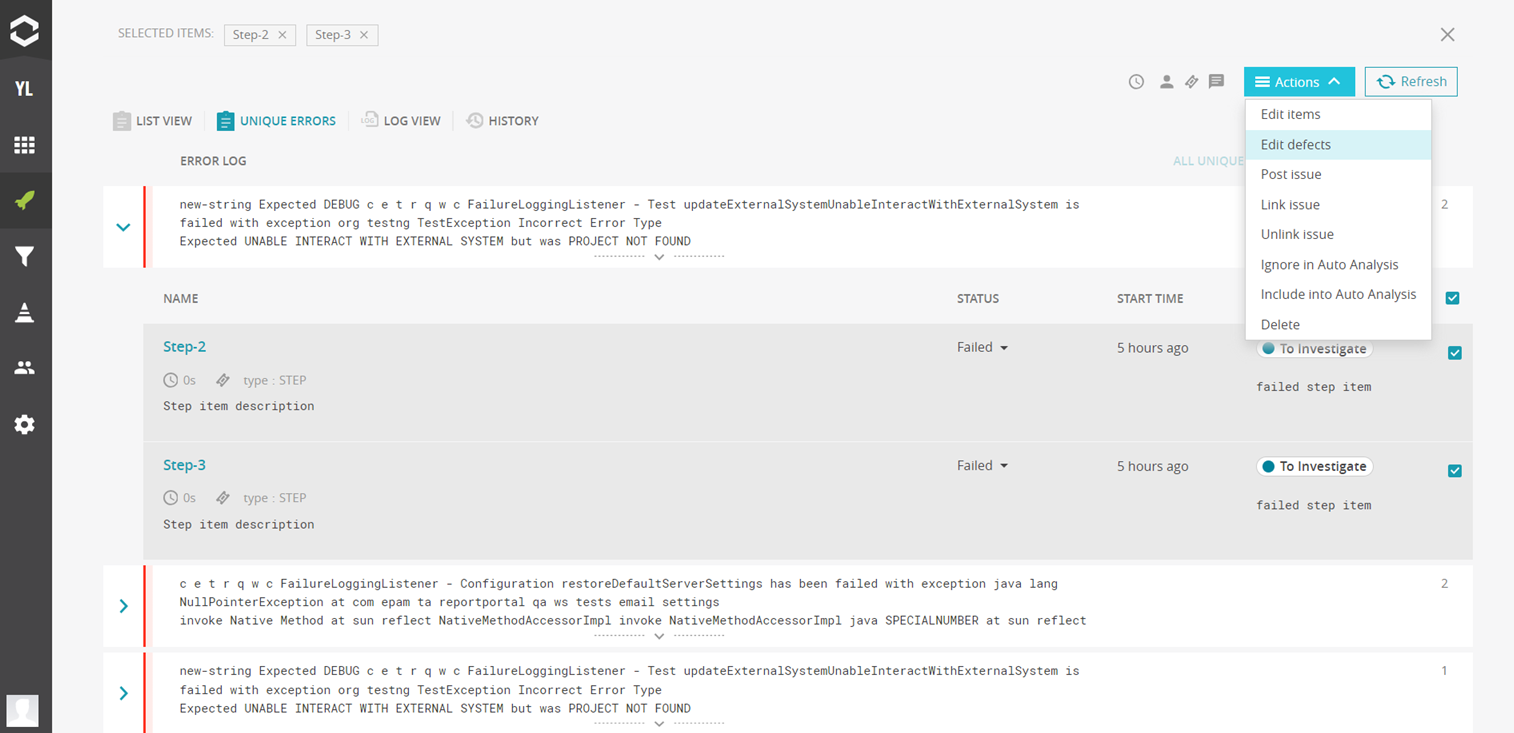 SELECTED ITEMS: Step-2 Step-3
YL
Actions Refresh
Edit items
Edit defects
Post issue
Link issue
Unlink issue
Ignore in Auto Analysis
Include into Auto Analysis
Delete
LIST VIEW UNIQUE ERRORS LOG LOG VIEW HISTORY
ERROR LOG ALL UNIQUE
new-string Expected DEBUG c e t r q w c FailureLoggingListener - Test updateExternalSystemUnableInteractWithExternalSystem is 2
failed with exception org testng TestException Incorrect Error Type
Expected UNABLE INTERACT WITH EXTERNAL SYSTEM but was PROJECT NOT FOUND
NAME STATUS START TIME
Step-2 Failed 5 hours ago To Investigate
0s type : STEP failed step item
Step item description
Step-3 Failed 5 hours ago To Investigate
0s type : STEP failed step item
Step item description
c e t r q w c FailureLoggingListener - Configuration restoreDefaultServerSettings has been failed with exception java lang 2
NullPointerException at com epam ta reportportal qa ws tests email settings
invoke Native Method at sun reflect NativeMethodAccessorImpl invoke NativeMethodAccessorImpl java SPECIALNUMBER at sun reflect
new-string Expected DEBUG c e t r q w c FailureLoggingListener - Test updateExternalSystemUnableInteractWithExternalSystem is 1
failed with exception org testng TestException Incorrect Error Type
Expected UNABLE INTERACT WITH EXTERNAL SYSTEM but was PROJECT NOT FOUND